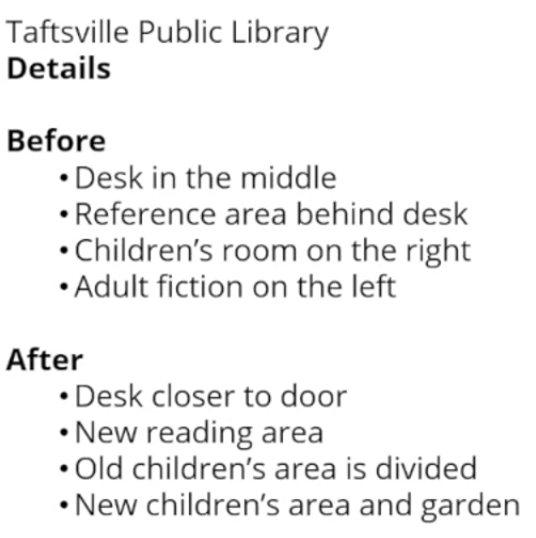 Taftsville Public Library
Details
Before
• Desk in the middle
• Reference area behind desk
• Children's room on the right
• Adult fiction on the left
After
• Desk closer to door
• New reading area
• Old children's area is divided
• New children's area and garden